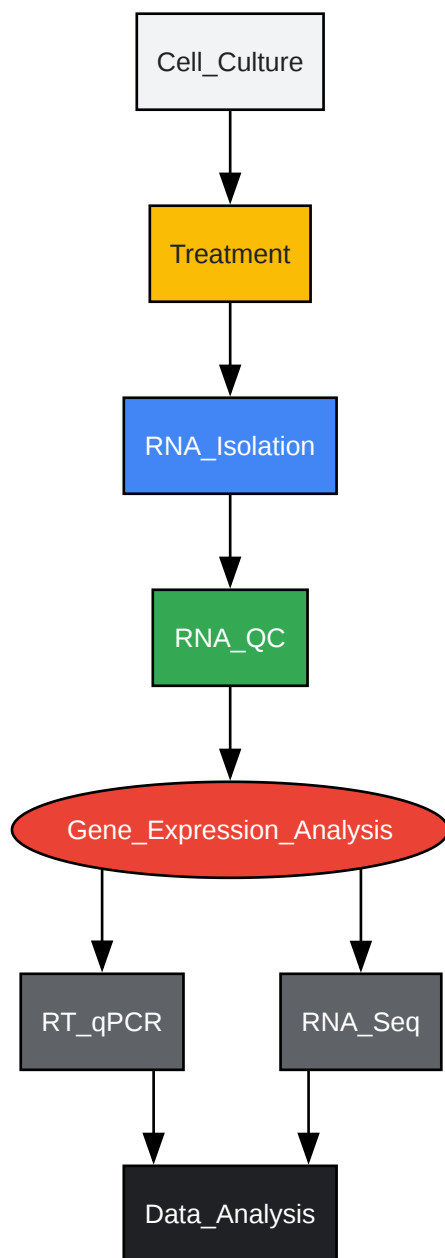 Cell_Culture
Treatment
RNA_Isolation
RNA_QC
Gene_Expression_Analysis
RT_qPCR
RNA_Seq
Data_Analysis